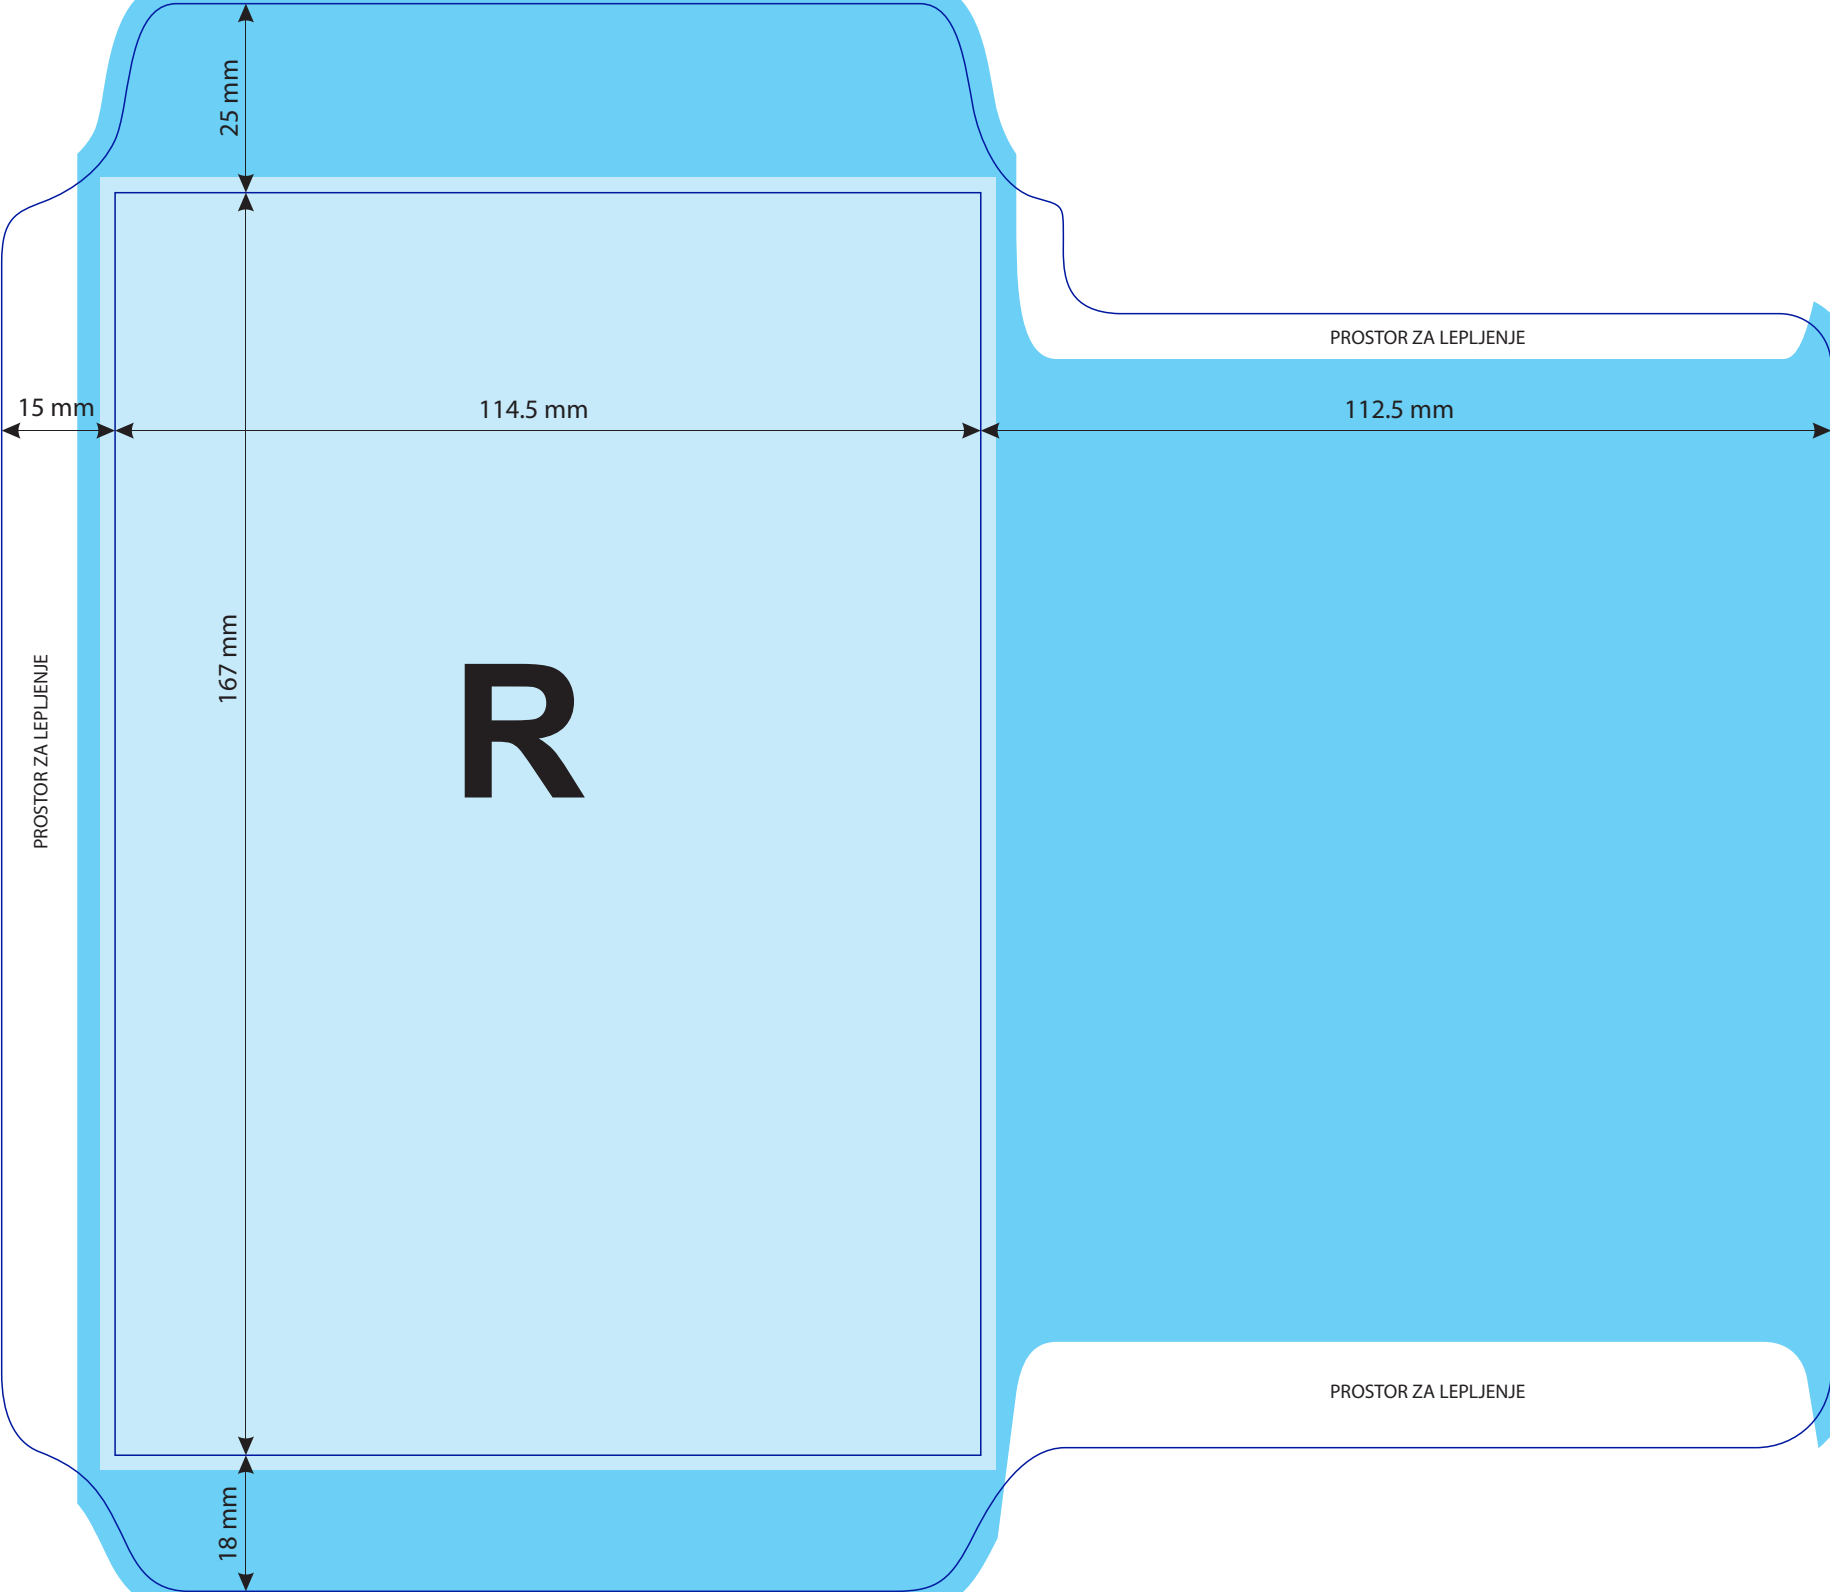 25 mm
PROSTOR ZA LEPLJENJE
15 mm
114.5 mm
112.5 mm
167 mm
R
PROSTOR ZA LEPLJENJE
PROSTOR ZA LEPLJENJE
18 mm